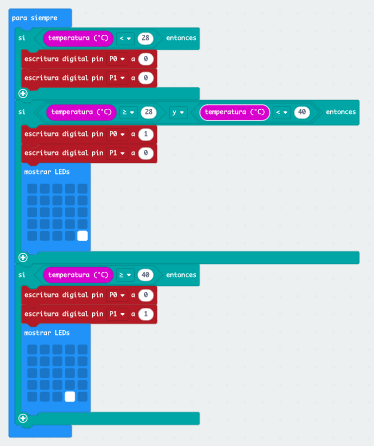 para siempre
si temperatura (°C) < 28 entonces
escritura digital pin P0 a 0
escritura digital pin P1 a 0
si temperatura (°C) ≥ 28 y temperatura (°C) < 40 entonces
escritura digital pin P0 a 1
escritura digital pin P1 a 0
mostrar LEDs
si temperatura (°C) ≥ 40 entonces
escritura digital pin P0 a 0
escritura digital pin P1 a 1
mostrar LEDs